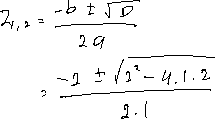 Z₁,₂ = (-b ± √D) / 2a
= (-2 ± √(2² - 4.1.2)) / 2.1